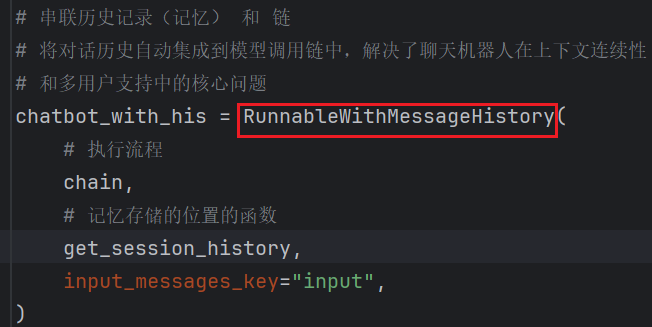 # 串联历史记录（记忆） 和 链
# 将对话历史自动集成到模型调用链中，解决了聊天机器人在上下文连续性
# 和多用户支持中的核心问题
chatbot_with_his = RunnableWithMessageHistory(
    # 执行流程
    chain,
    # 记忆存储的位置的函数
    get_session_history,
    input_messages_key="input",
)